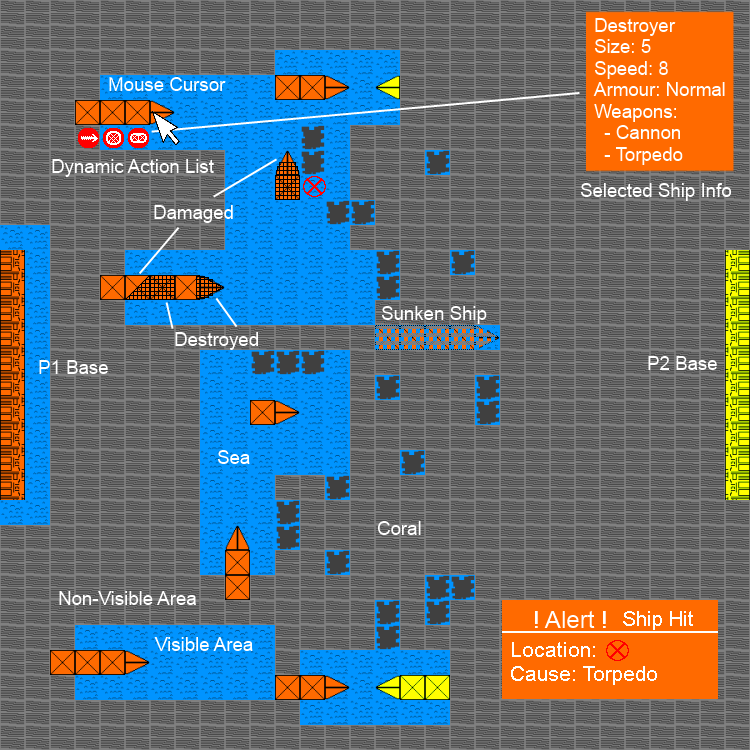 Destroyer
Size: 5
Speed: 8
Armour: Normal
Weapons:
- Cannon
- Torpedo
Selected Ship Info
Mouse Cursor
Dynamic Action List
Damaged
Sunken Ship
Destroyed
P1 Base
P2 Base
Sea
Coral
Non-Visible Area
Visible Area
! Alert ! Ship Hit
Location:
Cause: Torpedo